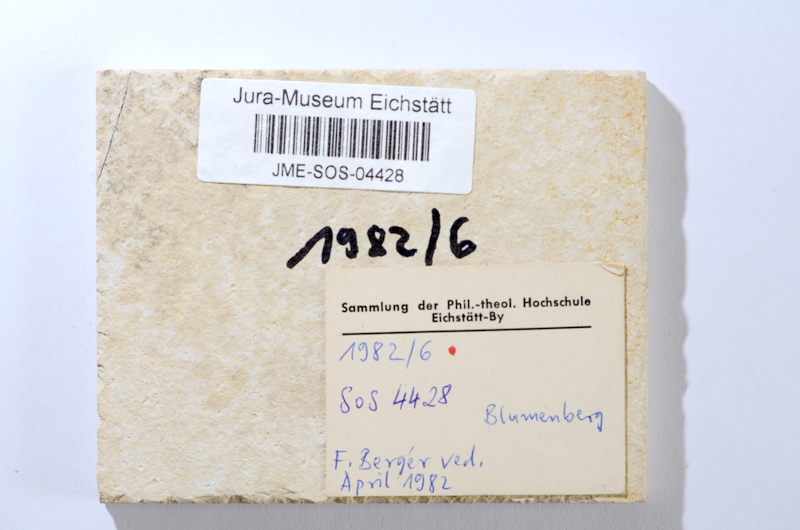 Jura-Museum Eichstätt
JME-SOS-04428
1982/6
Sammlung der Phil.-theol. Hochschule
Eichstätt-By
1982/6
SOS 4428
Blumenberg
F. Bergér ved.
April 1982